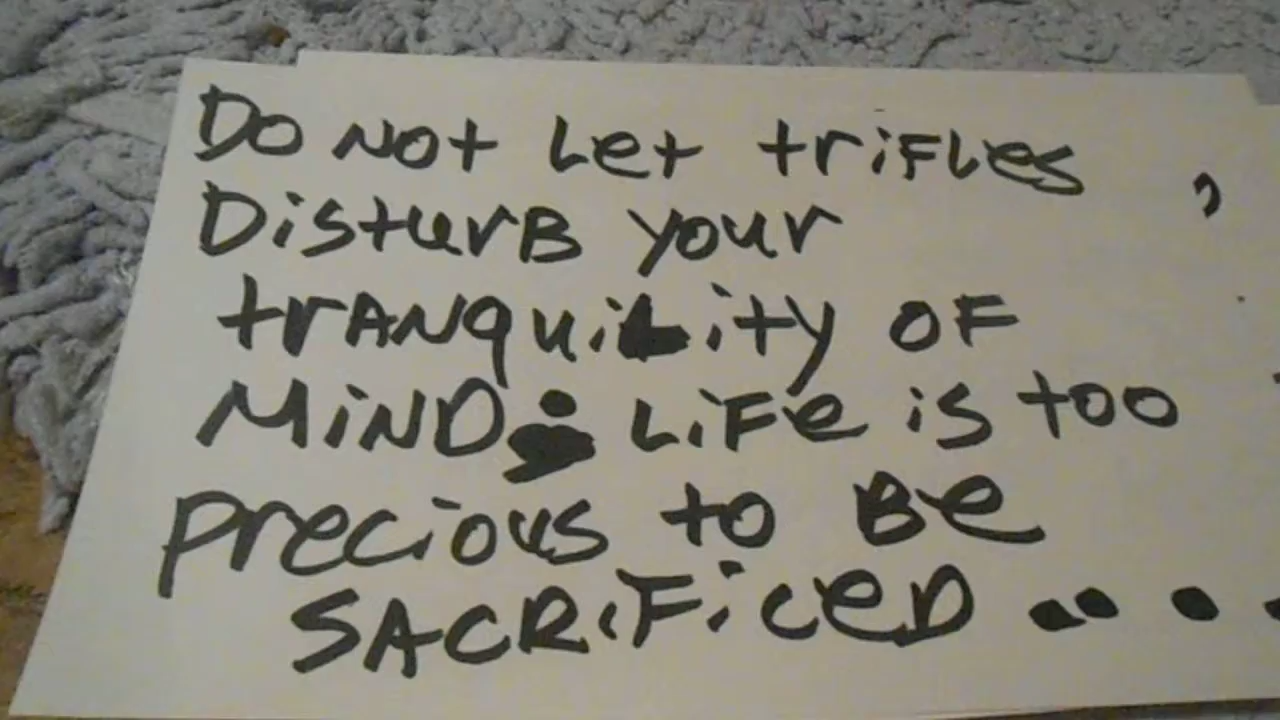 Do Not Let triFLes ,
DisturB your
trANquiLity OF
MiND; LiFe is too
precious to Be
SACRiFiceD ....